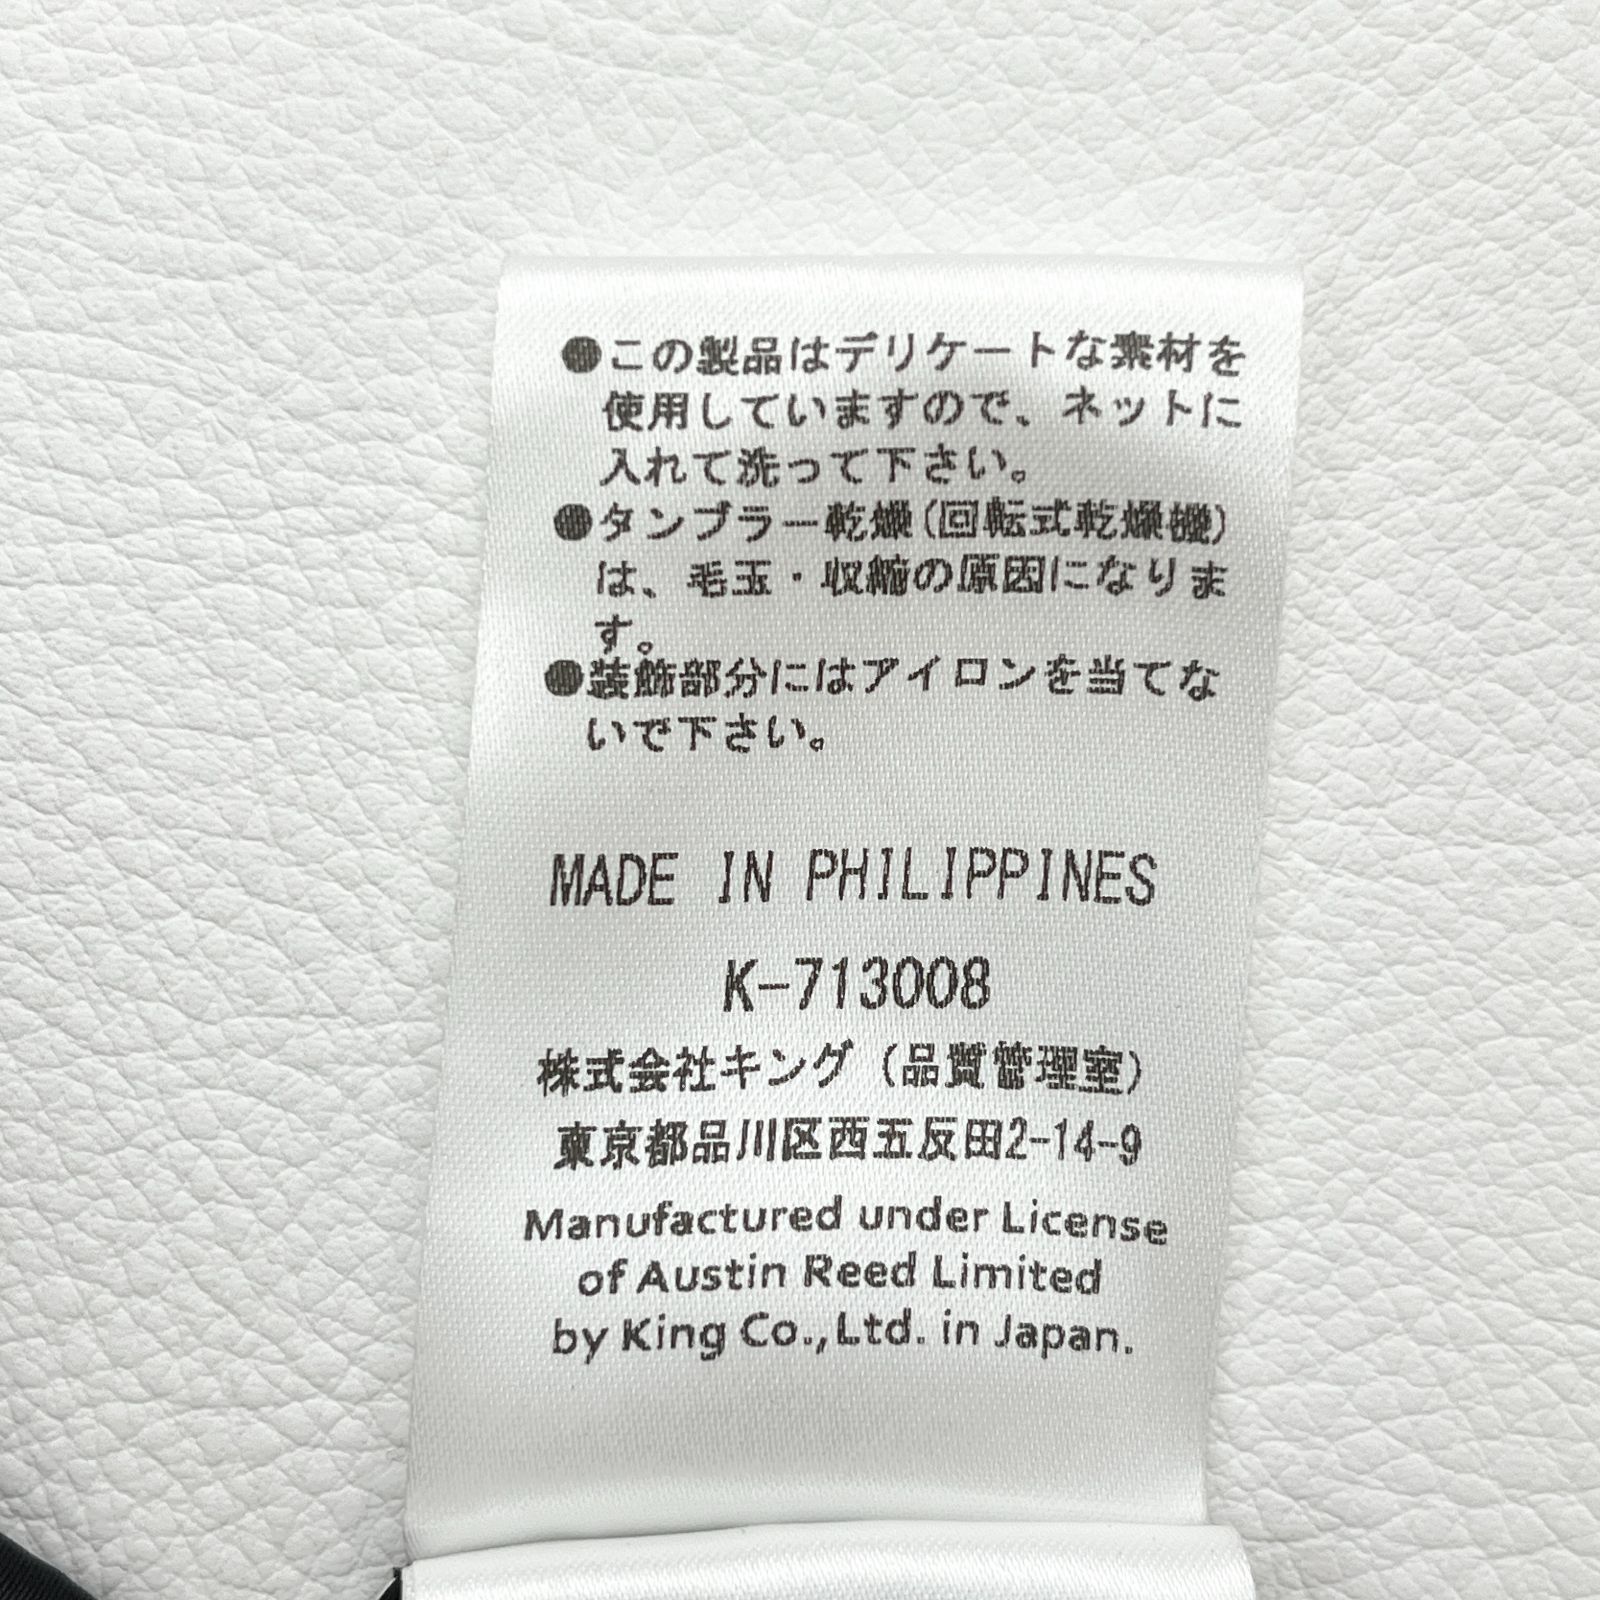 ●この製品はデリケートな素材を
使用していますので、ネットに
入れて洗って下さい。
●タンブラー乾燥(回転式乾燥機)
は、毛玉・収縮の原因になりま
す。
●装飾部分にはアイロンを当てな
いで下さい。
MADE IN PHILIPPINES
K-713008
株式会社キング(品質管理室)
東京都品川区西五反田2-14-9
Manufactured under License
of Austin Reed Limited
by King Co.,Ltd. in Japan.